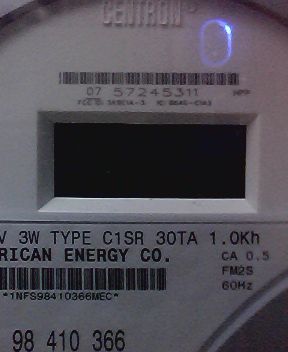 CENTRON
07 57245311
V 3W TYPE C1SR 30TA 1.0Kh
RICAN ENERGY CO. CA 0.5
FM2S
60Hz
*1NFS98410366MEC*
98 410 366